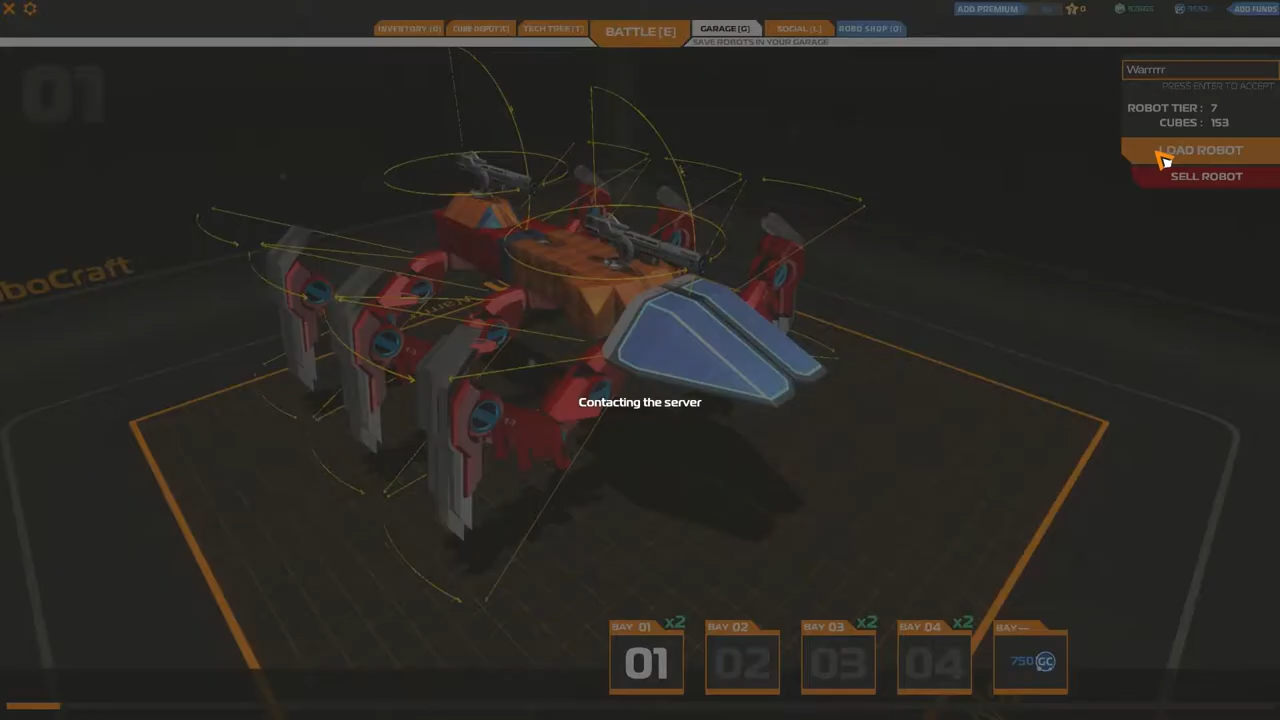 ADD PREMIUM
0
ADD FUNDS
INVENTORY [Q]
CUBE DEPOT[E]
TECH TREE[T]
BATTLE [E]
GARAGE[G]
SOCIAL [L]
ROBO SHOP [O]
SAVE ROBOTS IN YOUR GARAGE
01
Warrrrr
PRESS ENTER TO ACCEPT
ROBOT TIER : 7
CUBES : 153
LOAD ROBOT
SELL ROBOT
boCraft
Contacting the server
BAY 01 x2
BAY 02
BAY 03 x2
BAY 04 x2
BAY ---
01
02
03
04
750 GC